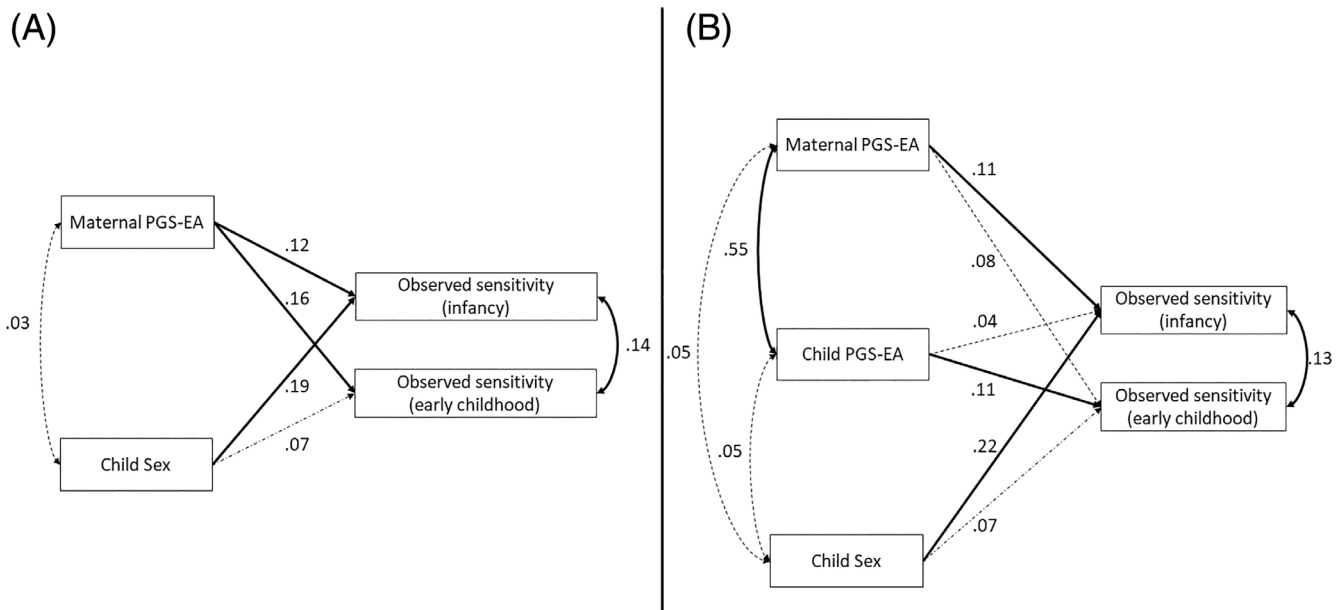 (A)
Maternal PGS-EA
.12
.16
Observed sensitivity
(infancy)
.03
.14
.19
Observed sensitivity
(early childhood)
.07
Child Sex
(B)
Maternal PGS-EA
.11
.55
.08
Observed sensitivity
(infancy)
.04
.05
Child PGS-EA
.13
.11
Observed sensitivity
(early childhood)
.05
.22
.07
Child Sex